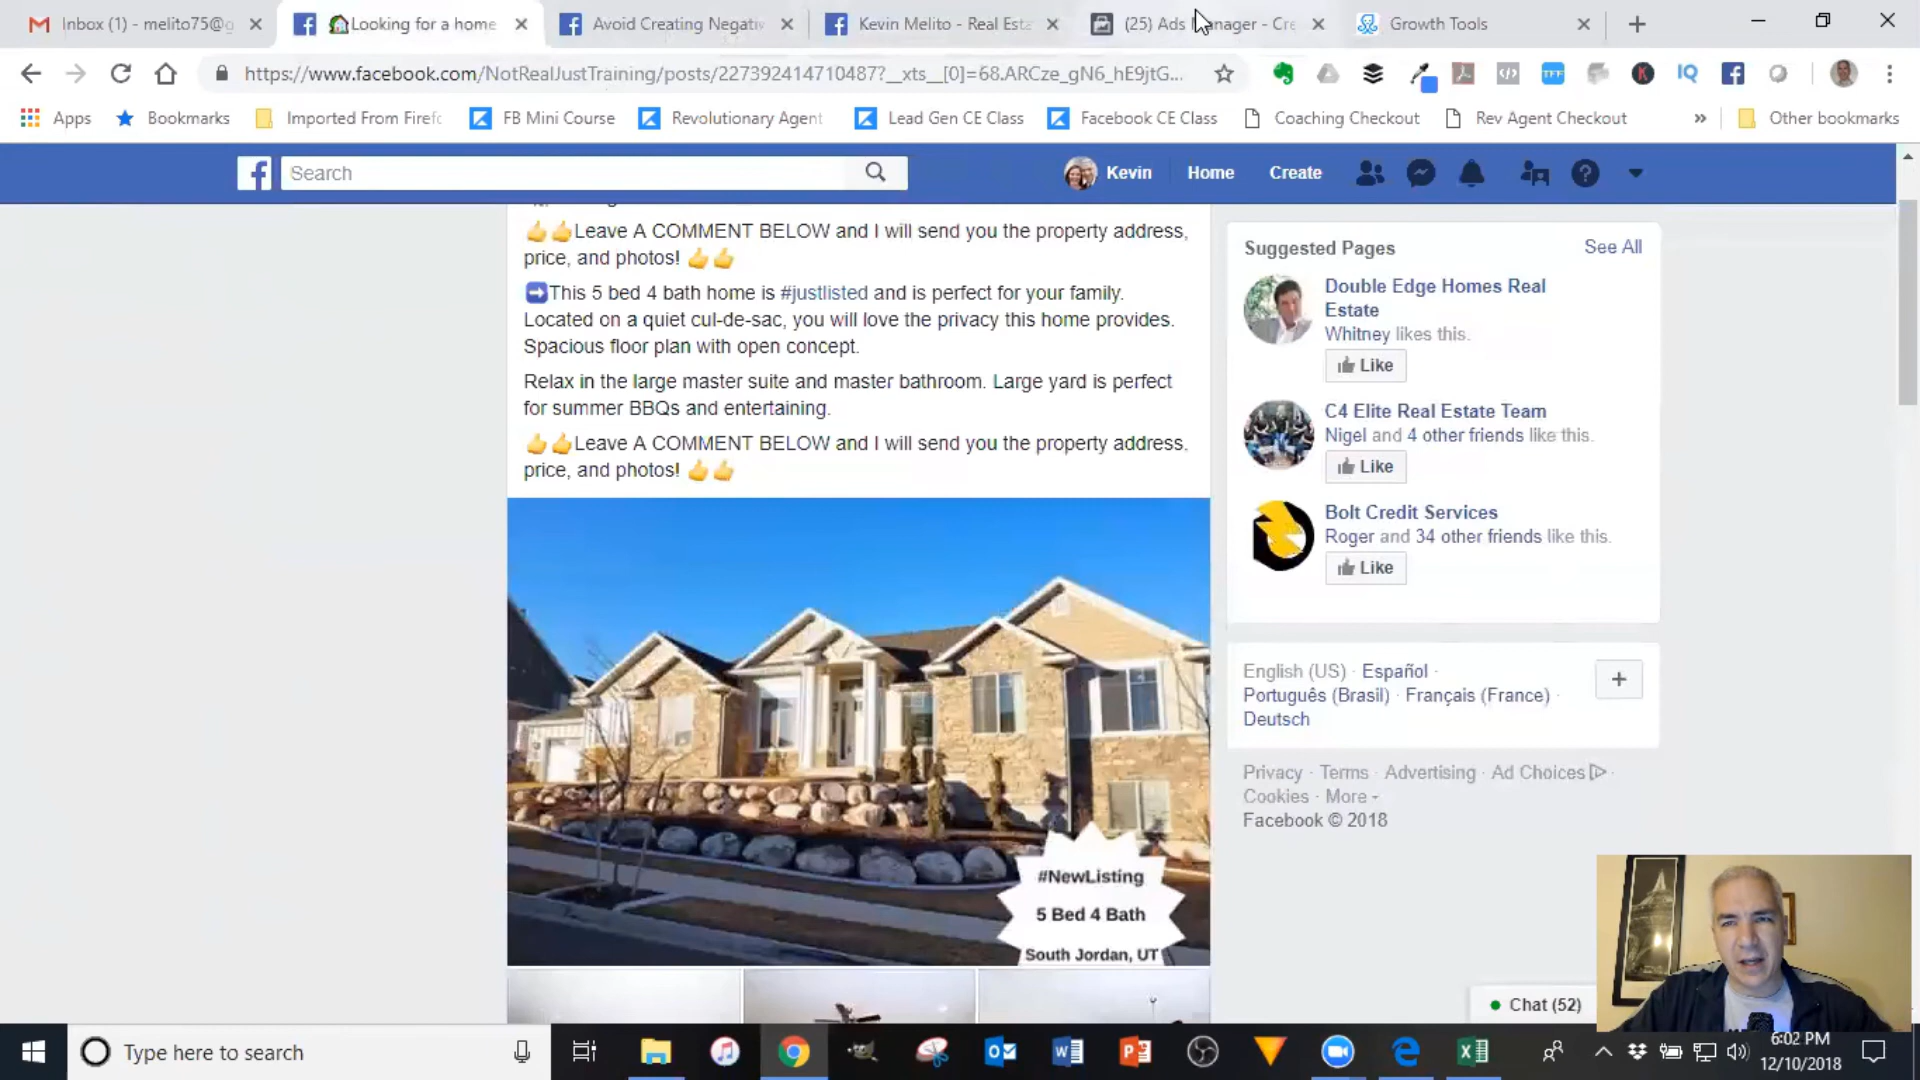 Inbox (1) - melito75@g
Looking for a home
Avoid Creating Negativ
Kevin Melito - Real Esta
(25) Ads Manager - Cre
Growth Tools
https://www.facebook.com/NotRealJustTraining/posts/227392414710487?__xts__[0]=68.ARCze_gN6_hE9jtG...
Apps
Bookmarks
Imported From Firefo
FB Mini Course
Revolutionary Agent
Lead Gen CE Class
Facebook CE Class
Coaching Checkout
Rev Agent Checkout
»
Other bookmarks
Search
Kevin
Home
Create
Leave A COMMENT BELOW and I will send you the property address,
price, and photos!
This 5 bed 4 bath home is #justlisted and is perfect for your family.
Located on a quiet cul-de-sac, you will love the privacy this home provides.
Spacious floor plan with open concept.
Relax in the large master suite and master bathroom. Large yard is perfect
for summer BBQs and entertaining.
Leave A COMMENT BELOW and I will send you the property address.
price, and photos!
#NewListing
5 Bed 4 Bath
South Jordan, UT
Suggested Pages
See All
Double Edge Homes Real
Estate
Whitney likes this.
Like
C4 Elite Real Estate Team
Nigel and 4 other friends like this.
Like
Bolt Credit Services
Roger and 34 other friends like this.
Like
English (US) · Español ·
Português (Brasil) · Français (France) ·
Deutsch
Privacy · Terms · Advertising · Ad Choices ·
Cookies · More
Facebook © 2018
Chat (52)
Type here to search
6:02 PM
12/10/2018